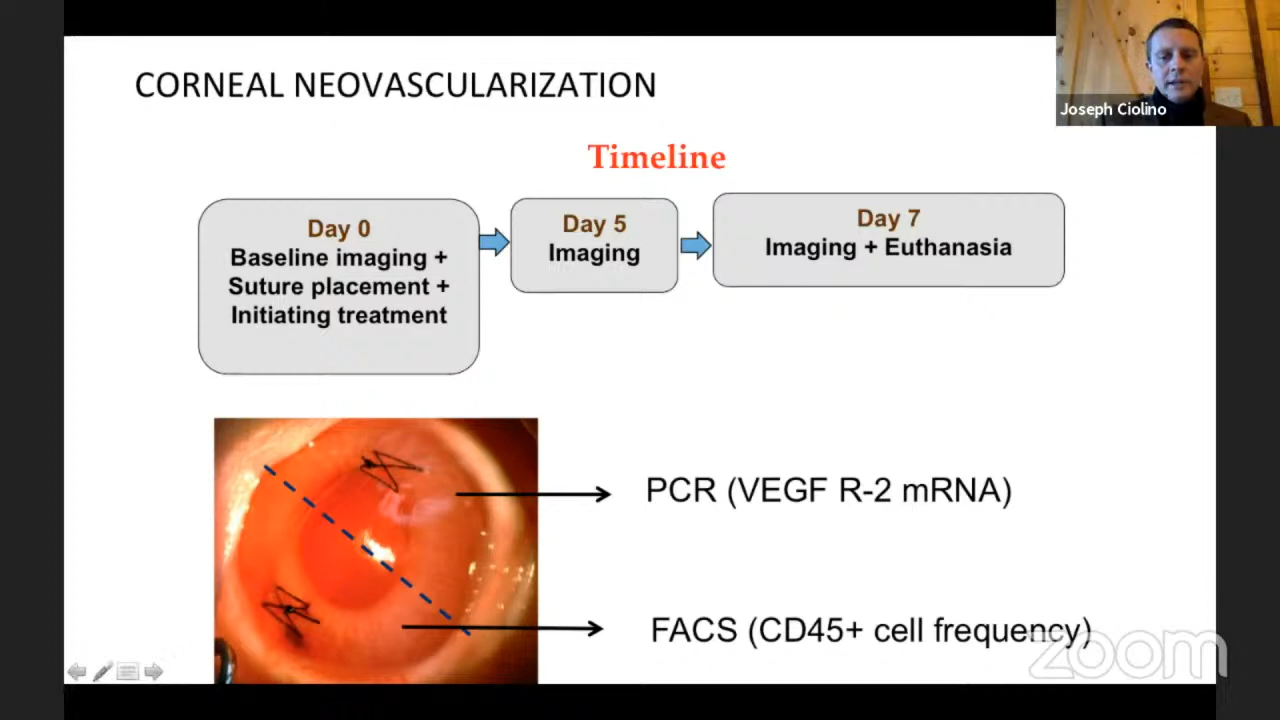 CORNEAL NEOVASCULARIZATION
Joseph Ciolino
Timeline
Day 0
Baseline imaging +
Suture placement +
Initiating treatment
Day 5
Imaging
Day 7
Imaging + Euthanasia
PCR (VEGF R-2 mRNA)
FACS (CD45+ cell frequency)
zoom